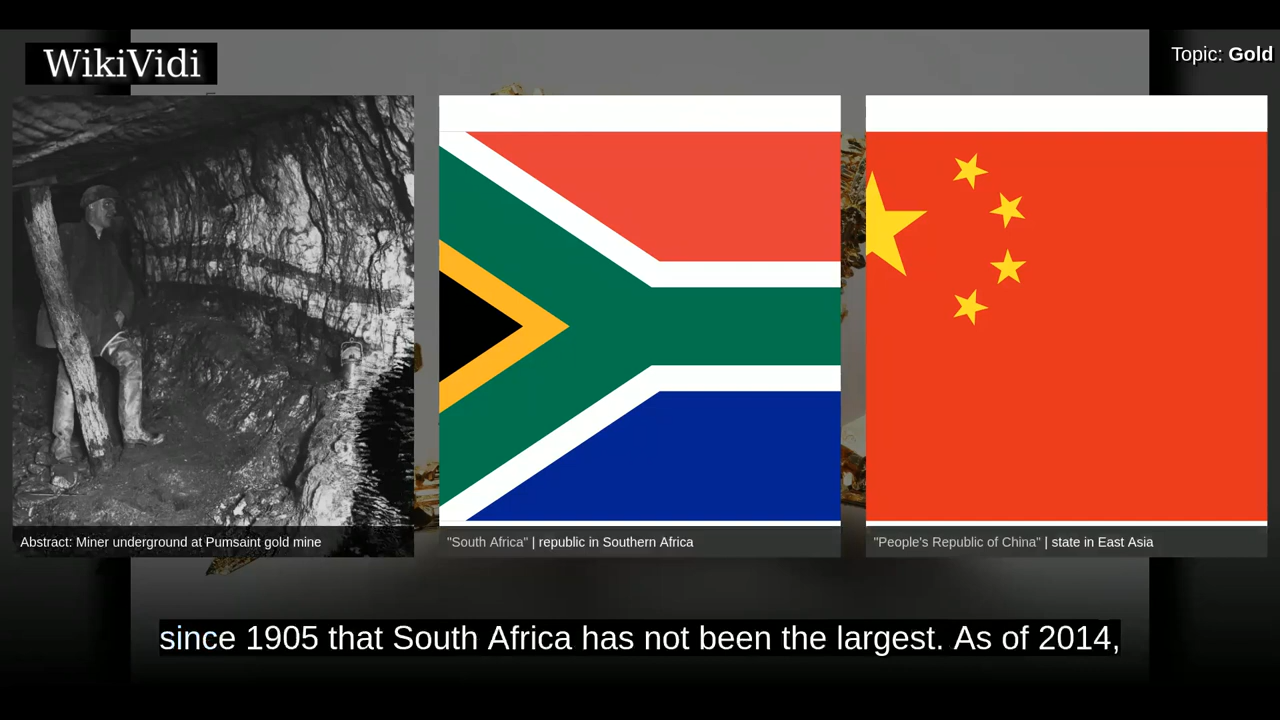 WikiVidi
Topic: Gold
Abstract: Miner underground at Pumsaint gold mine
"South Africa" | republic in Southern Africa
"People's Republic of China" | state in East Asia
since 1905 that South Africa has not been the largest. As of 2014,